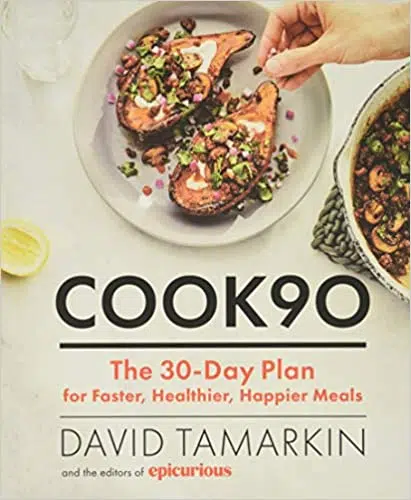 COOK90
The 30-Day Plan
for Faster, Healthier, Happier Meals
DAVID TAMARKIN
and the editors of epicurious